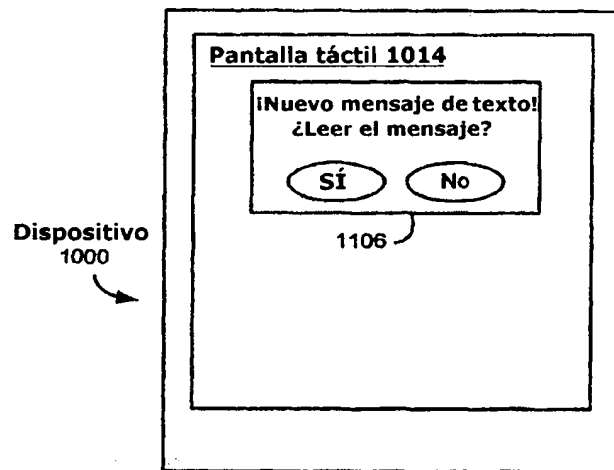 Pantalla táctil 1014
¡Nuevo mensaje de texto!
¿Leer el mensaje?
SÍ
No
1106
Dispositivo
1000